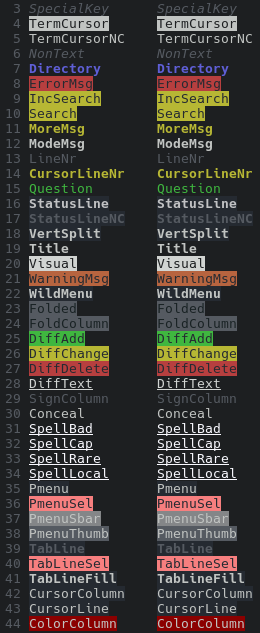 3 SpecialKey SpecialKey
4 TermCursor TermCursor
5 TermCursorNC TermCursorNC
6 NonText NonText
7 Directory Directory
8 ErrorMsg ErrorMsg
9 IncSearch IncSearch
10 Search Search
11 MoreMsg MoreMsg
12 ModeMsg ModeMsg
13 LineNr LineNr
14 CursorLineNr CursorLineNr
15 Question Question
16 StatusLine StatusLine
17 StatusLineNC StatusLineNC
18 VertSplit VertSplit
19 Title Title
20 Visual Visual
21 WarningMsg WarningMsg
22 WildMenu WildMenu
23 Folded Folded
24 FoldColumn FoldColumn
25 DiffAdd DiffAdd
26 DiffChange DiffChange
27 DiffDelete DiffDelete
28 DiffText DiffText
29 SignColumn SignColumn
30 Conceal Conceal
31 SpellBad SpellBad
32 SpellCap SpellCap
33 SpellRare SpellRare
34 SpellLocal SpellLocal
35 Pmenu Pmenu
36 PmenuSel PmenuSel
37 PmenuSbar PmenuSbar
38 PmenuThumb PmenuThumb
39 TabLine TabLine
40 TabLineSel TabLineSel
41 TabLineFill TabLineFill
42 CursorColumn CursorColumn
43 CursorLine CursorLine
44 ColorColumn ColorColumn